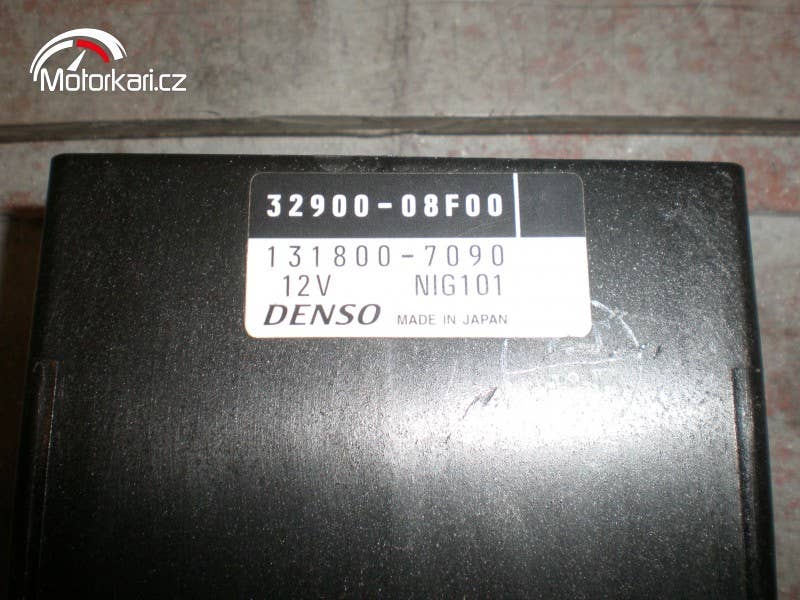 Motorkari.cz
32900-08F00
131800-7090
12V NIG101
DENSO MADE IN JAPAN